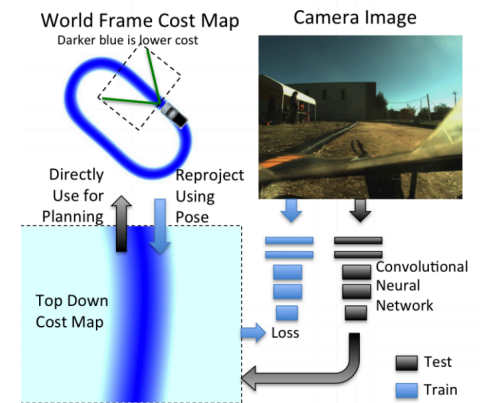 World Frame Cost Map
Darker blue is lower cost
Camera Image
Directly
Use for
Planning
Reproject
Using
Pose
Top Down
Cost Map
Convolutional
Neural
Network
Loss
Test
Train